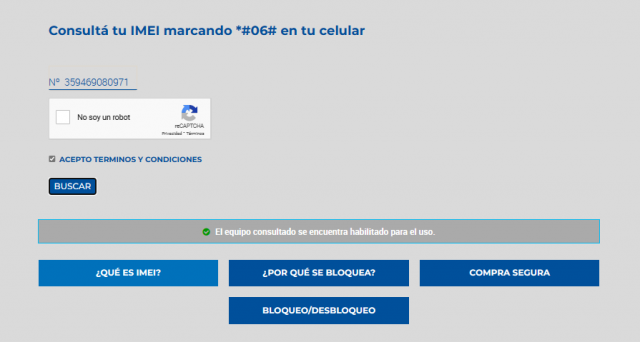 Consultá tu IMEI marcando *#06# en tu celular
Nº 359469080971
No soy un robot
reCAPTCHA
Privacidad - Términos
ACEPTO TERMINOS Y CONDICIONES
BUSCAR
El equipo consultado se encuentra habilitado para el uso.
¿QUÉ ES IMEI?
¿POR QUÉ SE BLOQUEA?
COMPRA SEGURA
BLOQUEO/DESBLOQUEO